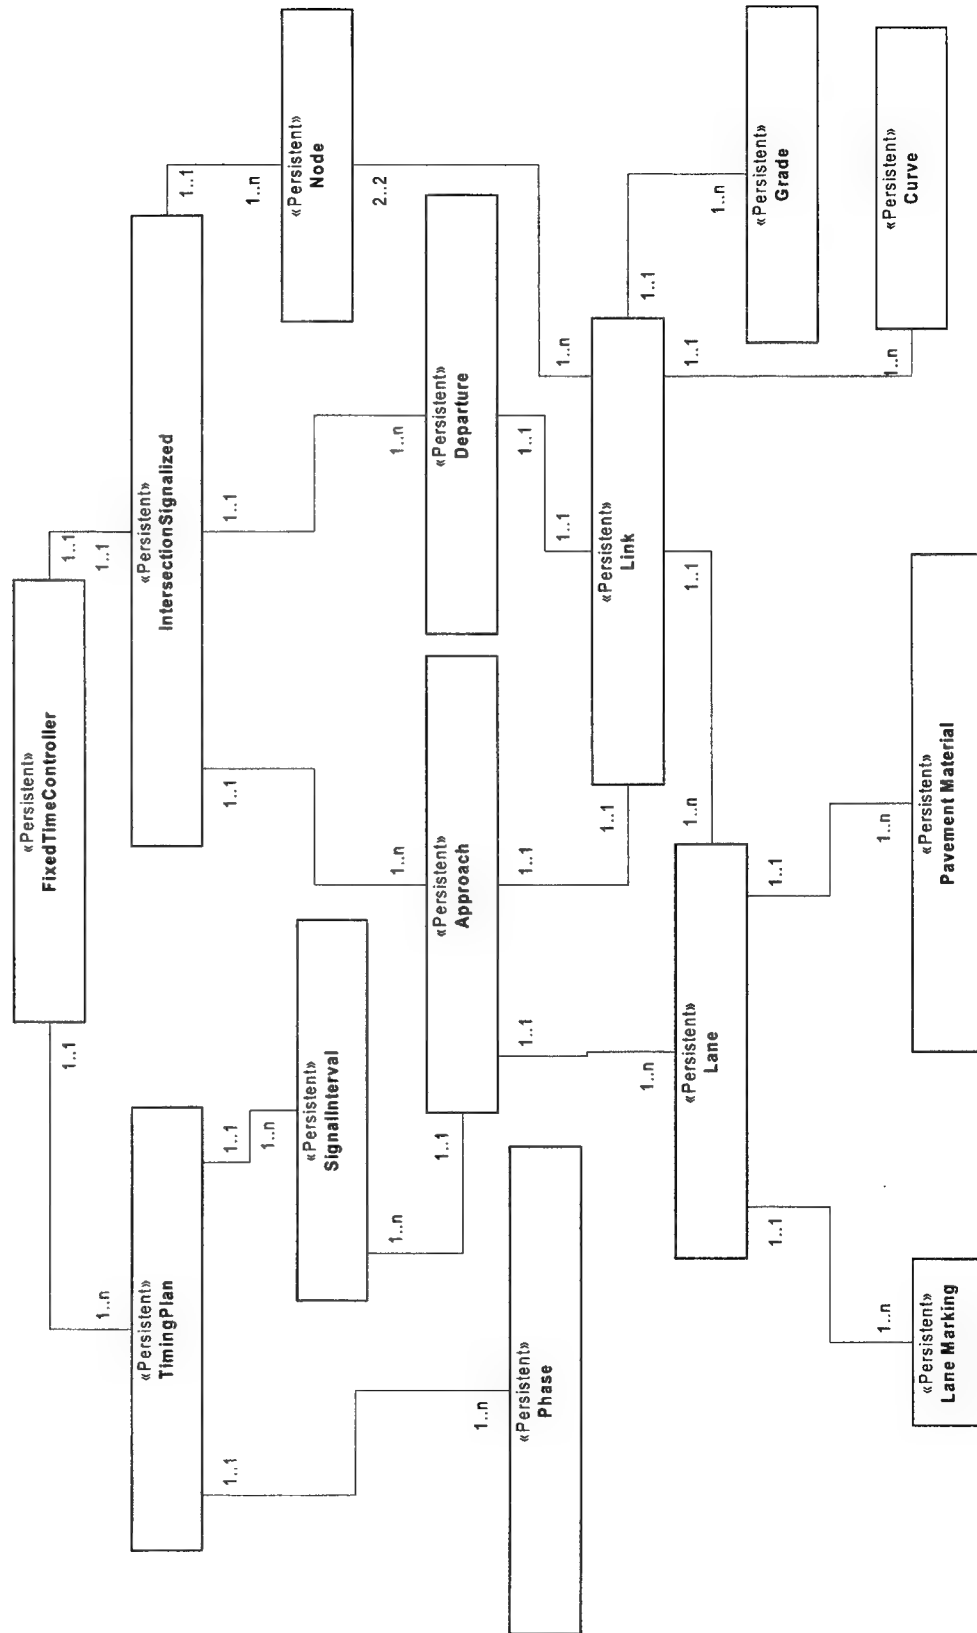 «Persistent»
FixedTimeController
1..1
1..1
1..n
1..1
«Persistent»
TimingPlan
«Persistent»
IntersectionSignalized
1..1
1..1
1..1
1..1
1..1
1..n
1..n
«Persistent»
SignalInterval
«Persistent»
Node
1..n
1..n
1..n
2..2
«Persistent»
Approach
«Persistent»
Departure
1..1
1..n
1..1
1..1
1..1
«Persistent»
Phase
1..1
1..n
1..1
«Persistent»
Link
1..n
1..n
1..1
1..1
1..1
1..n
«Persistent»
Lane
«Persistent»
Grade
1..1
1..1
1..n
1..n
1..n
«Persistent»
Curve
«Persistent»
Lane Marking
«Persistent»
Pavement Material